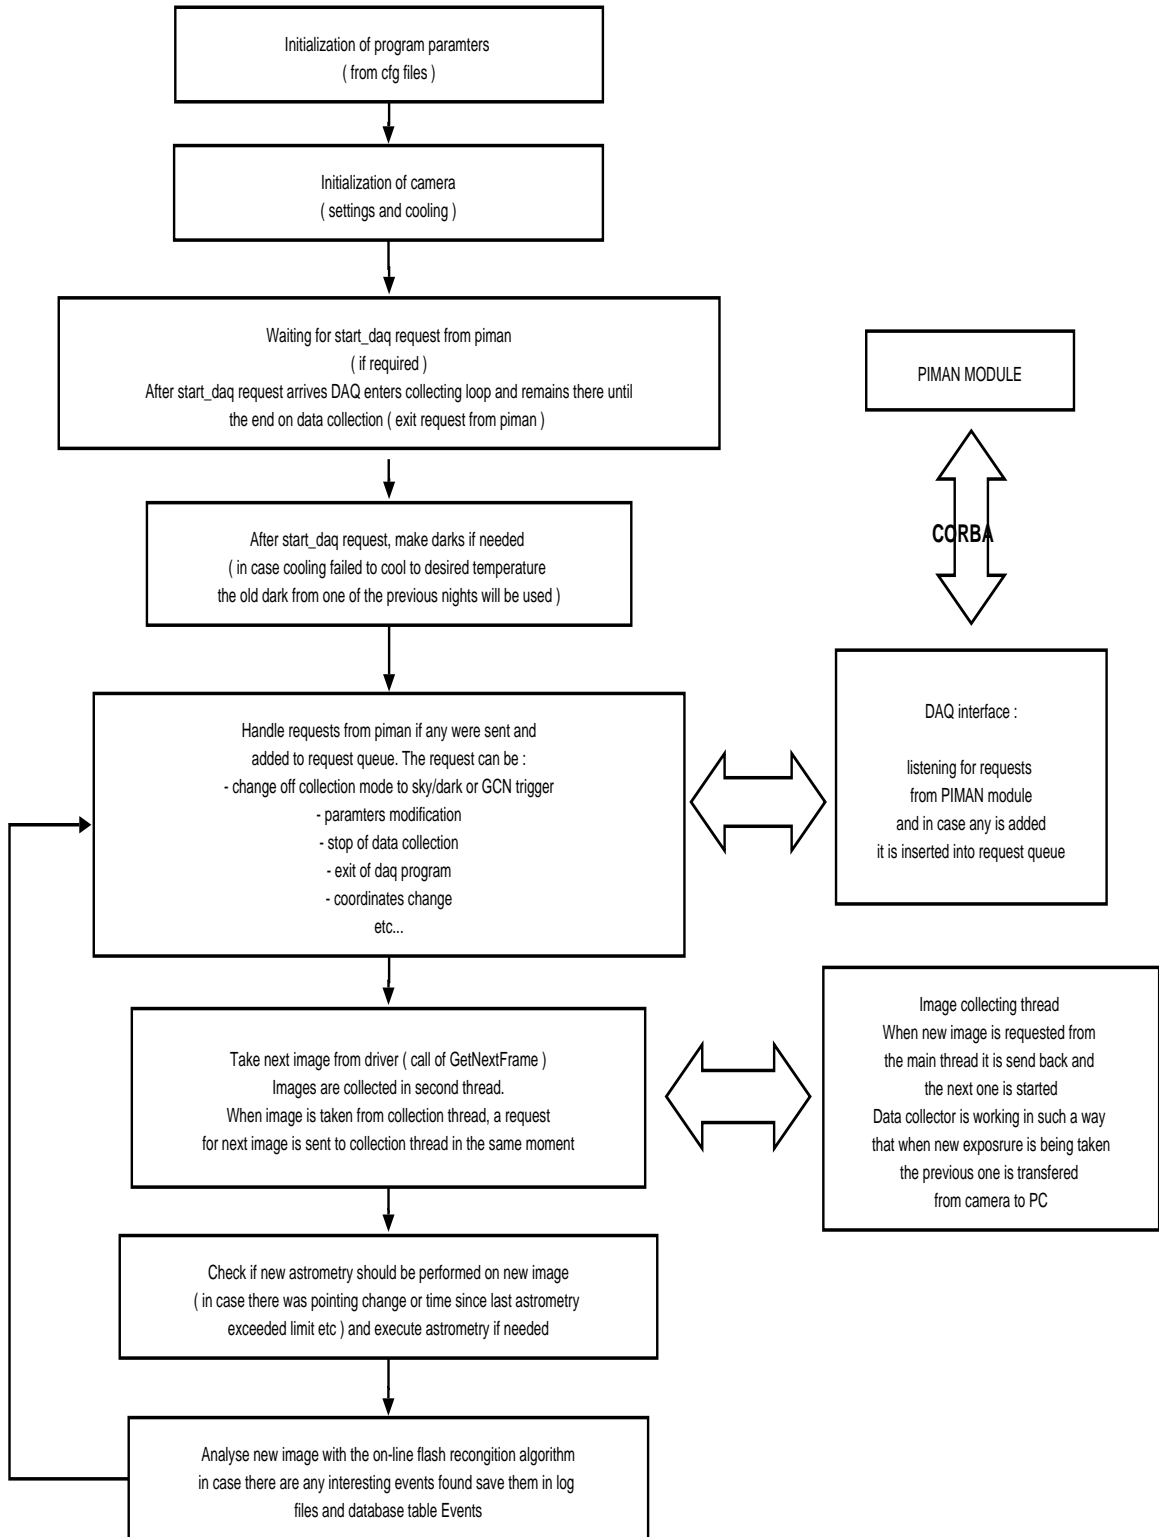 Initialization of program paramters
( from cfg files )
Initialization of camera
( settings and cooling )
Waiting for start_daq request from piman
( if required )
After start_daq request arrives DAQ enters collecting loop and remains there until
the end on data collection ( exit request from piman )
PIMAN MODULE
CORBA
After start_daq request, make darks if needed
( in case cooling failed to cool to desired temperature
the old dark from one of the previous nights will be used )
Handle requests from piman if any were sent and
added to request queue. The request can be :
- change off collection mode to sky/dark or GCN trigger
- paramters modification
- stop of data collection
- exit of daq program
- coordinates change
etc...
DAQ interface :
listening for requests
from PIMAN module
and in case any is added
it is inserted into request queue
Take next image from driver ( call of GetNextFrame )
Images are collected in second thread.
When image is taken from collection thread, a request
for next image is sent to collection thread in the same moment
Image collecting thread
When new image is requested from
the main thread it is send back and
the next one is started
Data collector is working in such a way
that when new exposrure is being taken
the previous one is transfered
from camera to PC
Check if new astrometry should be performed on new image
( in case there was pointing change or time since last astrometry
exceeded limit etc ) and execute astrometry if needed
Analyse new image with the on-line flash recongition algorithm
in case there are any interesting events found save them in log
files and database table Events